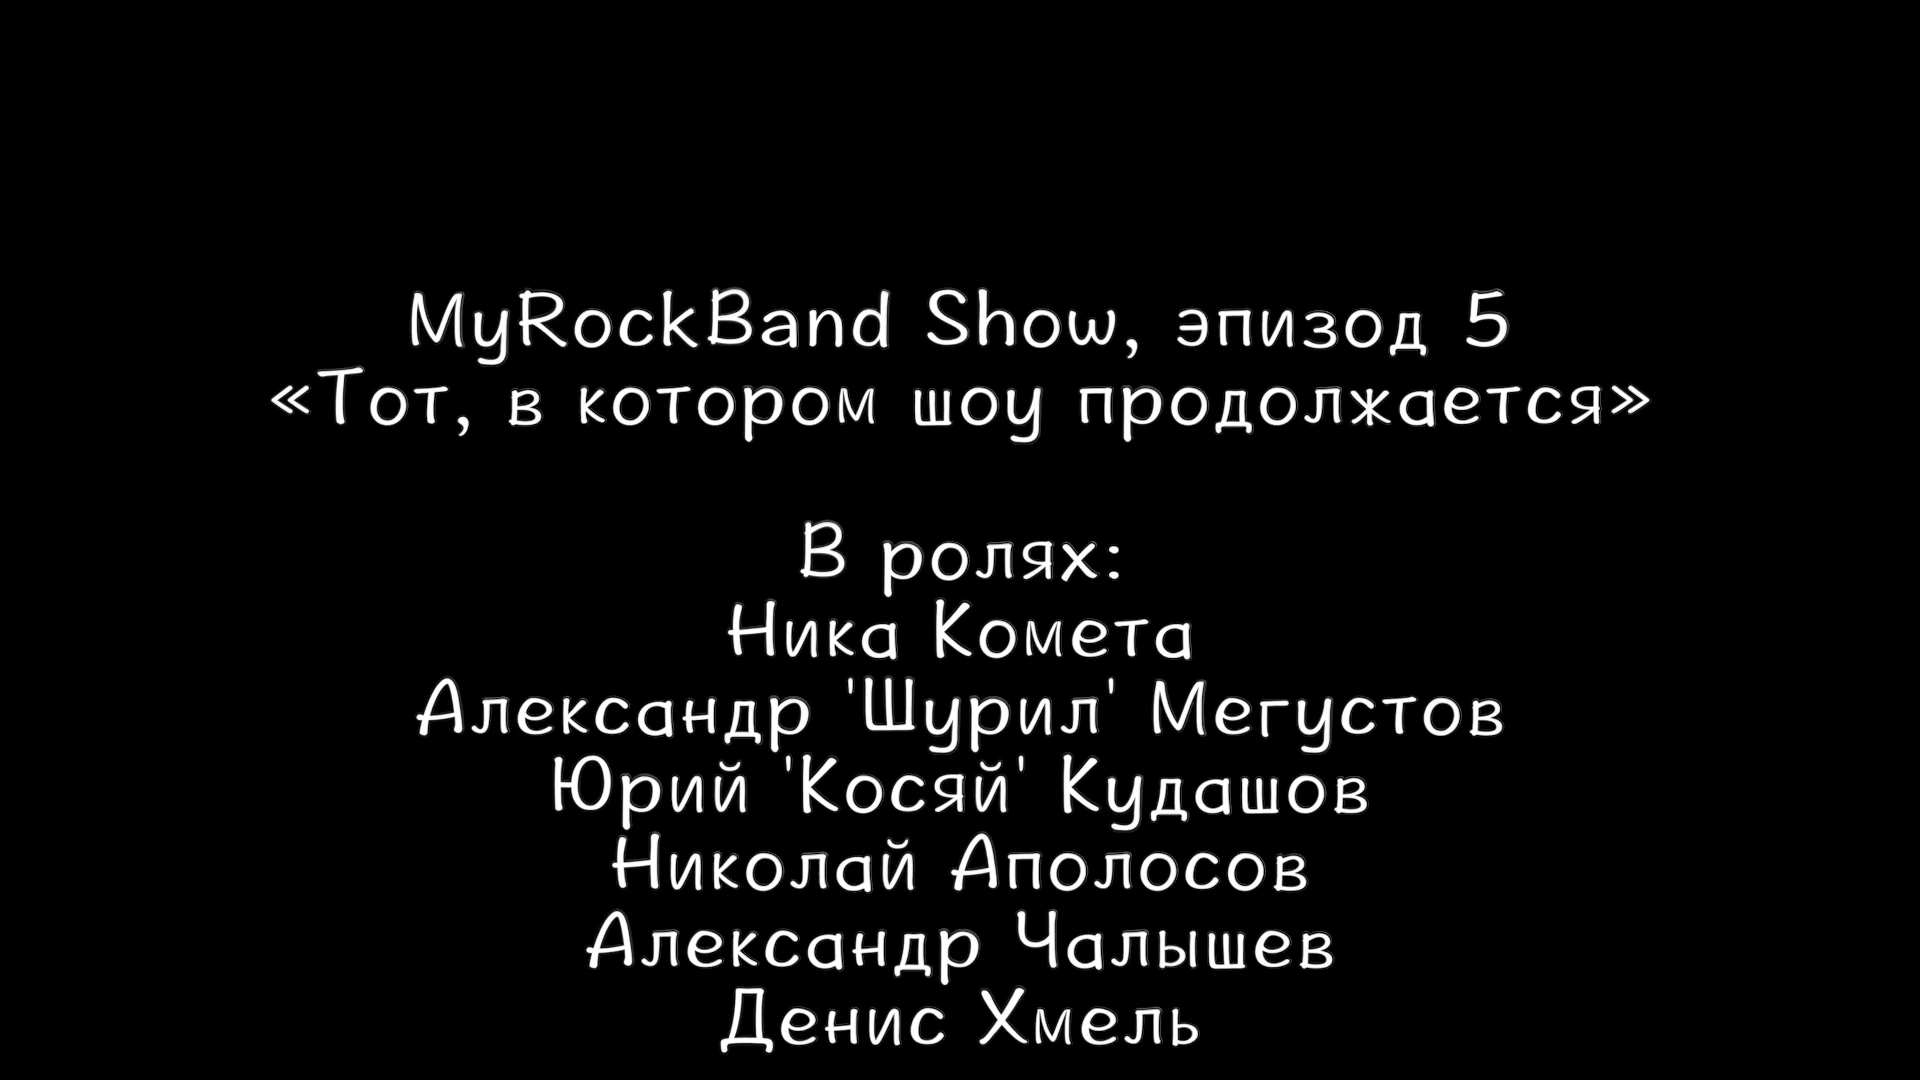 MyRockBand Show, эпизод 5
«Тот, в котором шоу продолжается»
В ролях:
Ника Комета
Александр 'Шурил' Мегустов
Юрий 'Косяй' Кудашов
Николай Аполосов
Александр Чалышев
Денис Хмель